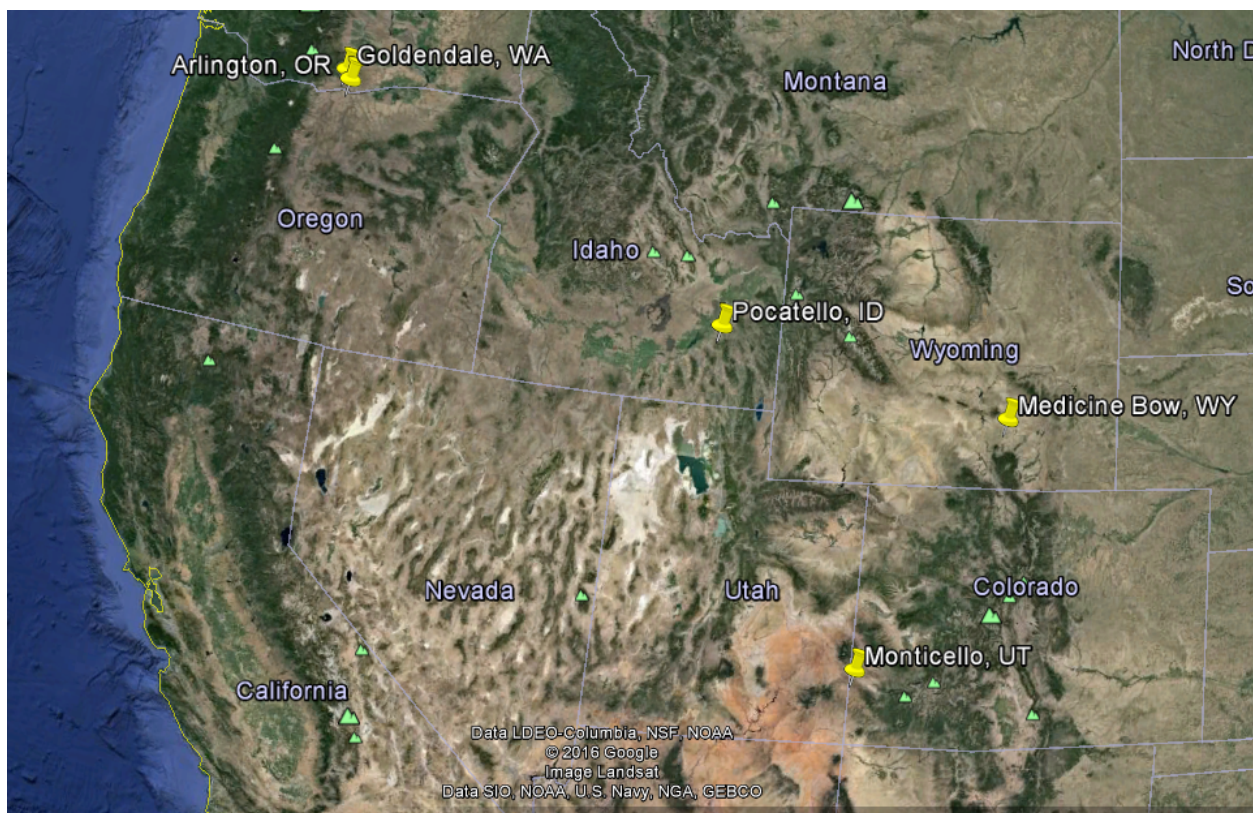 North D
Goldendale, WA
Arlington, OR
Montana
Oregon
Idaho
So
Pocatello, ID
Wyoming
Medicine Bow, WY
Nevada
Utah
Colorado
Monticello, UT
California
Data LDEO-Columbia, NSF, NOAA
© 2016 Google
Image Landsat
Data SIO, NOAA, U.S. Navy, NGA, GEBCO